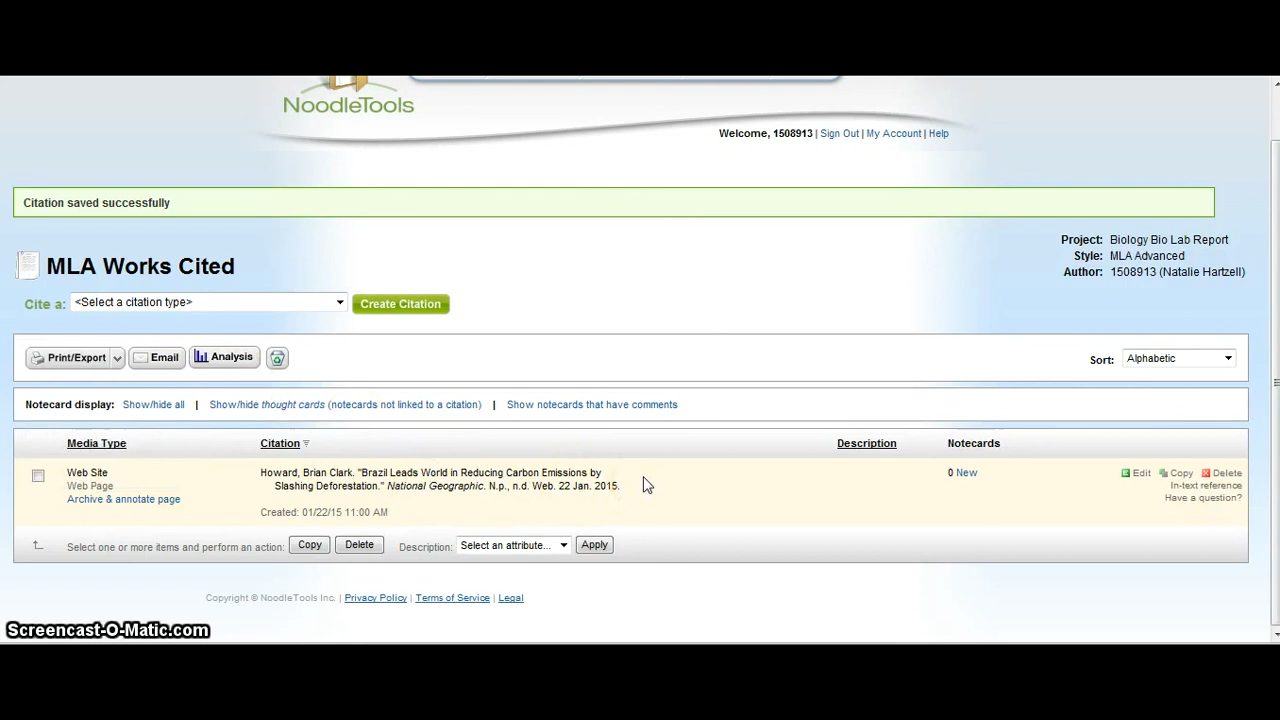 NoodleTools
Welcome, 1508913 | Sign Out | My Account | Help
Citation saved successfully
Project: Biology Bio Lab Report
Style: MLA Advanced
Author: 1508913 (Natalie Hartzell)
MLA Works Cited
Cite a: <Select a citation type> Create Citation
Print/Export Email Analysis Sort: Alphabetic
Notecard display: Show/hide all | Show/hide thought cards (notecards not linked to a citation) | Show notecards that have comments
Media Type Citation Description Notecards
Web Site Howard, Brian Clark. "Brazil Leads World in Reducing Carbon Emissions by 0 New Edit Copy Delete
Web Page Slashing Deforestation." National Geographic. N.p., n.d. Web. 22 Jan. 2015. In-text reference
Archive & annotate page Have a question?
Created: 01/22/15 11:00 AM
Select one or more items and perform an action: Copy Delete Description: Select an attribute... Apply
Copyright © NoodleTools Inc. | Privacy Policy | Terms of Service | Legal
Screencast-O-Matic.com